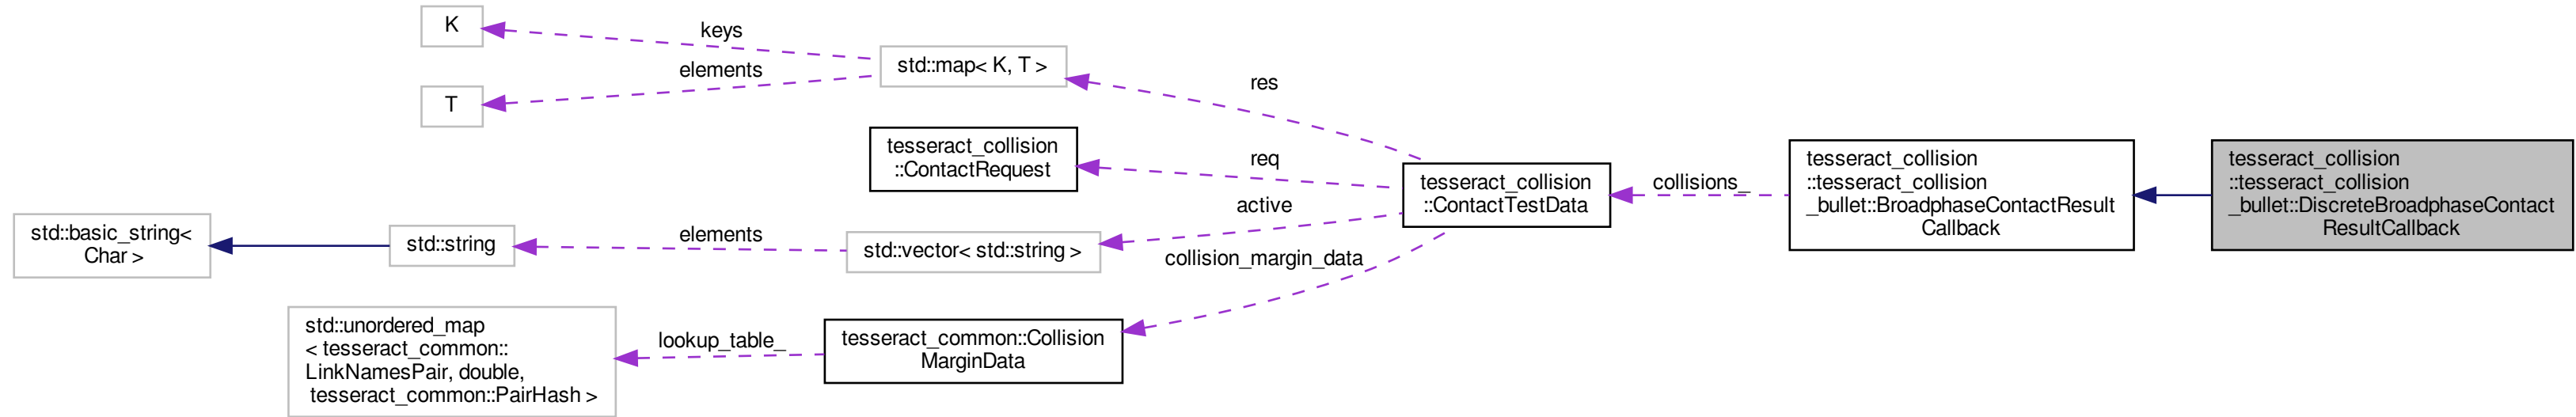 K
keys
std::map< K, T >
elements
T
res
tesseract_collision
::ContactRequest
req
tesseract_collision
::ContactTestData
collisions_
tesseract_collision
::tesseract_collision
_bullet::BroadphaseContactResult
Callback
tesseract_collision
::tesseract_collision
_bullet::DiscreteBroadphaseContact
ResultCallback
active
std::basic_string<
Char >
std::string
elements
std::vector< std::string >
collision_margin_data
std::unordered_map
< tesseract_common::
LinkNamesPair, double,
tesseract_common::PairHash >
lookup_table_
tesseract_common::Collision
MarginData